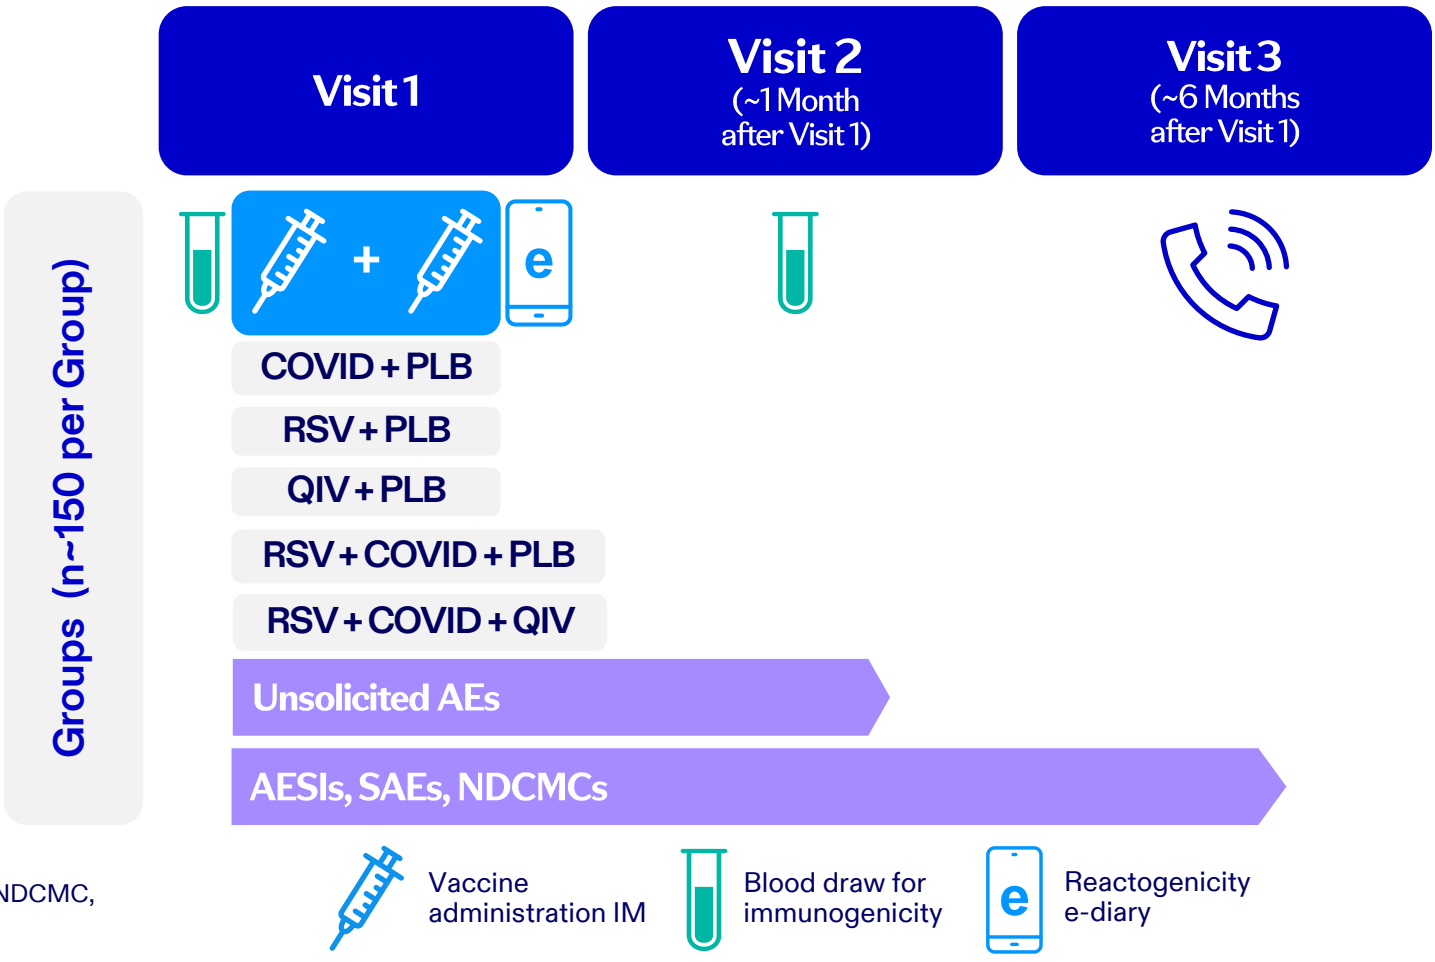 Visit 1
Visit 2
(~1 Month
after Visit 1)
Visit 3
(~6 Months
after Visit 1)
Groups (n~150 per Group)
+
e
COVID + PLB
RSV + PLB
QIV + PLB
RSV + COVID + PLB
RSV + COVID + QIV
Unsolicited AEs
AESIs, SAEs, NDCMCs
NDCMC,
Vaccine
administration IM
Blood draw for
immunogenicity
e
Reactogenicity
e-diary